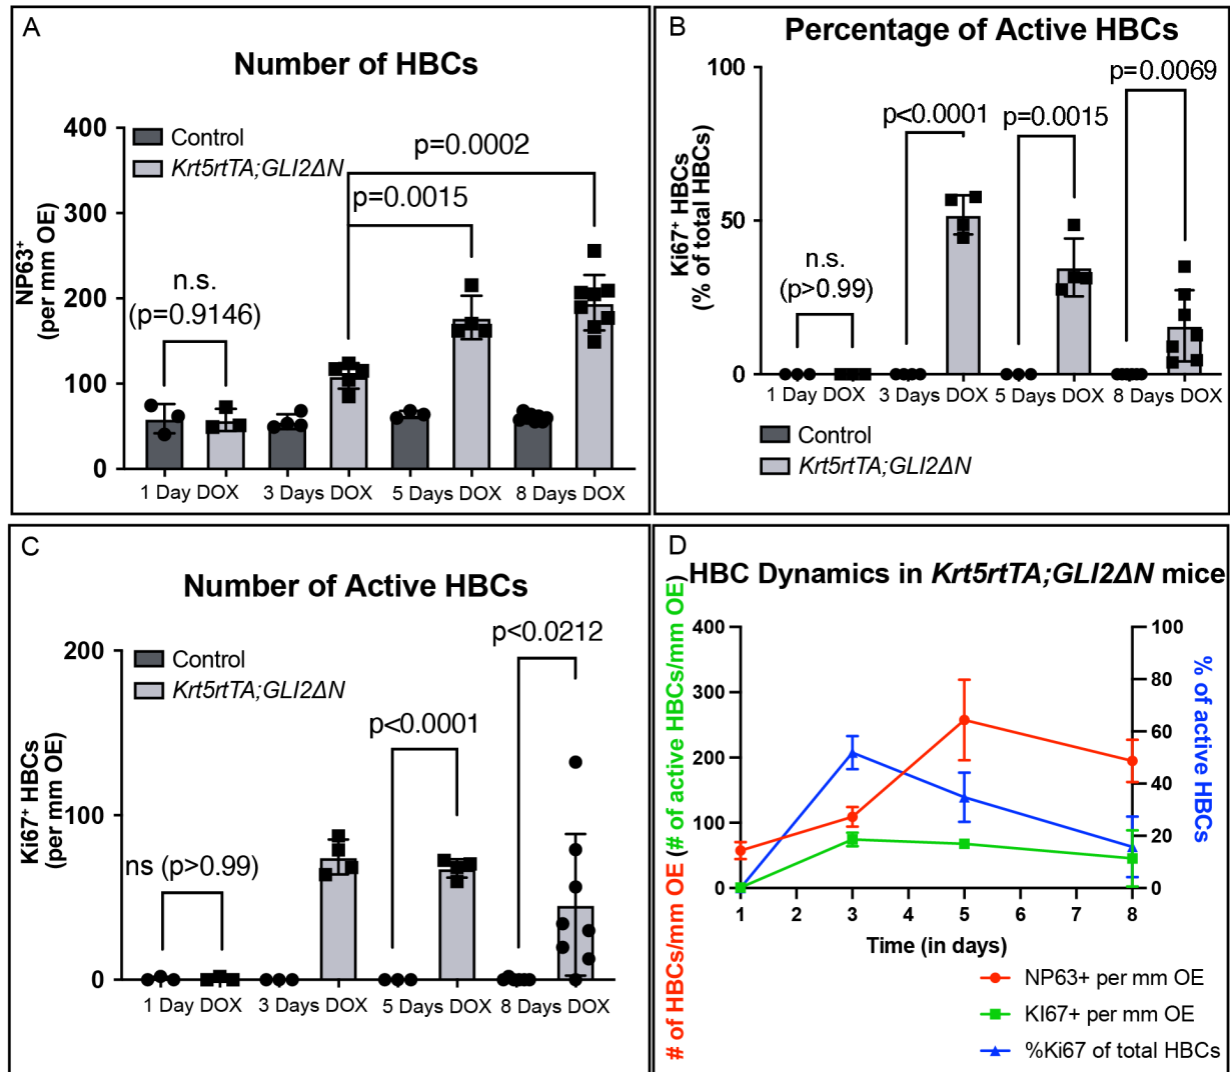 A
Number of HBCs
NP63⁺
(per mm OE)
400
300
200
100
0
Control
Krt5rtTA;GLI2ΔN
p=0.0002
p=0.0015
n.s.
(p=0.9146)
1 Day DOX
3 Days DOX
5 Days DOX
8 Days DOX
B
Percentage of Active HBCs
Ki67⁺ HBCs
(% of total HBCs)
100
50
0
p=0.0069
p<0.0001
p=0.0015
n.s.
(p>0.99)
1 Day DOX
3 Days DOX
5 Days DOX
8 Days DOX
Control
Krt5rtTA;GLI2ΔN
C
Number of Active HBCs
Ki67⁺ HBCs
(per mm OE)
200
100
0
Control
Krt5rtTA;GLI2ΔN
p<0.0212
p<0.0001
ns (p>0.99)
1 Day DOX
3 Days DOX
5 Days DOX
8 Days DOX
D
HBC Dynamics in Krt5rtTA;GLI2ΔN mice
# of HBCs/mm OE (# of active HBCs/mm OE)
400
300
200
100
0
100
80
60
40
20
0
% of active HBCs
1 2 3 4 5 6 7 8
Time (in days)
NP63+ per mm OE
KI67+ per mm OE
%Ki67 of total HBCs